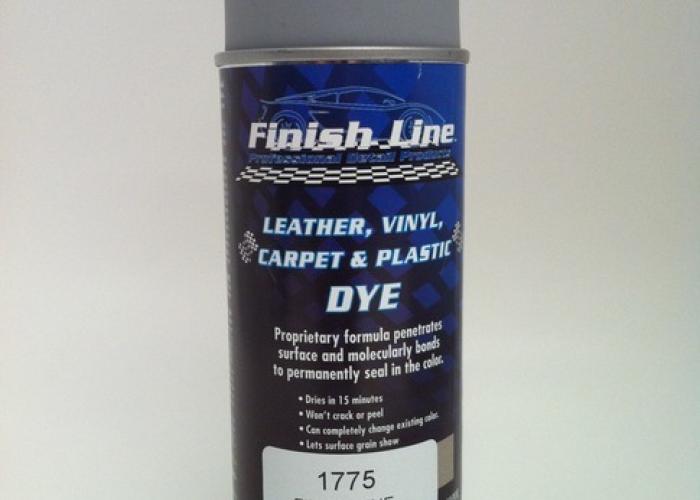 Finish Line
Professional Detail Products
LEATHER, VINYL,
CARPET & PLASTIC
DYE
Proprietary formula penetrates
surface and molecularly bonds
to permanently seal in the color.
• Dries in 15 minutes
• Won't crack or peel
• Can completely change existing color.
• Lets surface grain show
1775